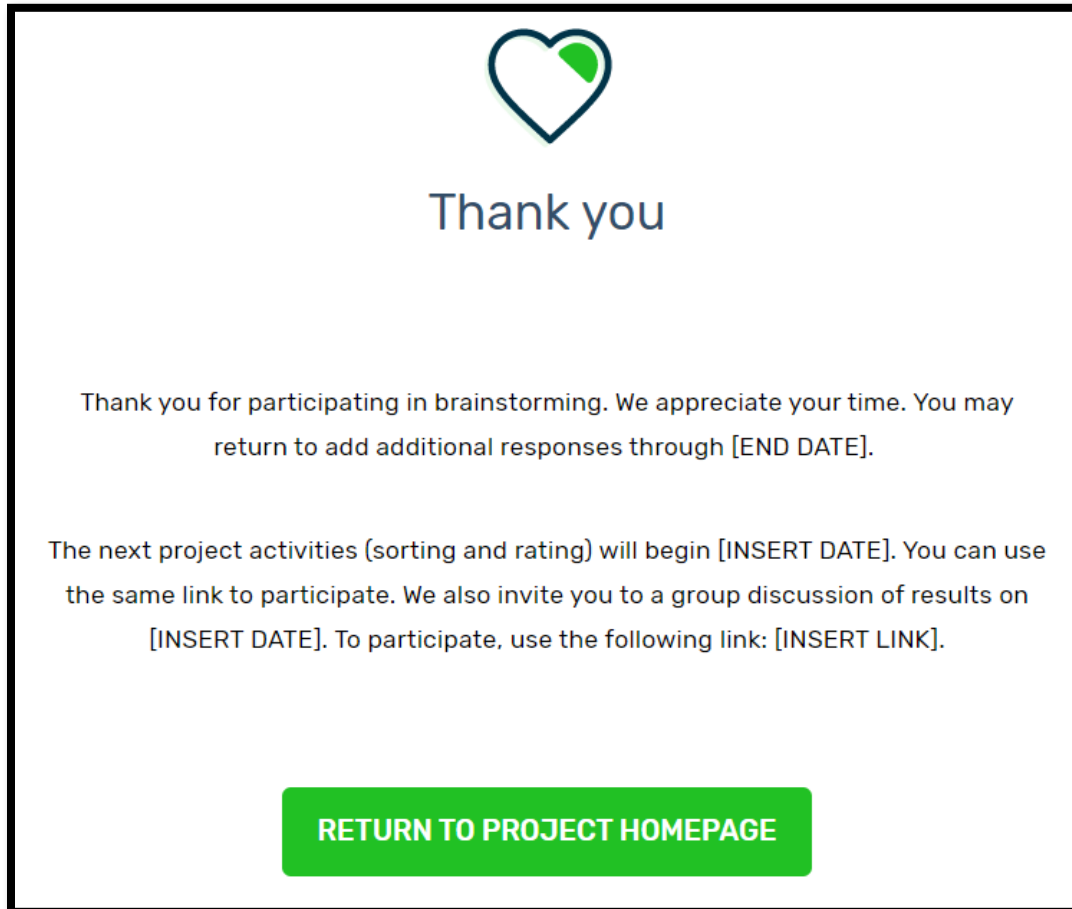 Thank you
Thank you for participating in brainstorming. We appreciate your time. You may
return to add additional responses through [END DATE].
The next project activities (sorting and rating) will begin [INSERT DATE]. You can use
the same link to participate. We also invite you to a group discussion of results on
[INSERT DATE]. To participate, use the following link: [INSERT LINK].
RETURN TO PROJECT HOMEPAGE